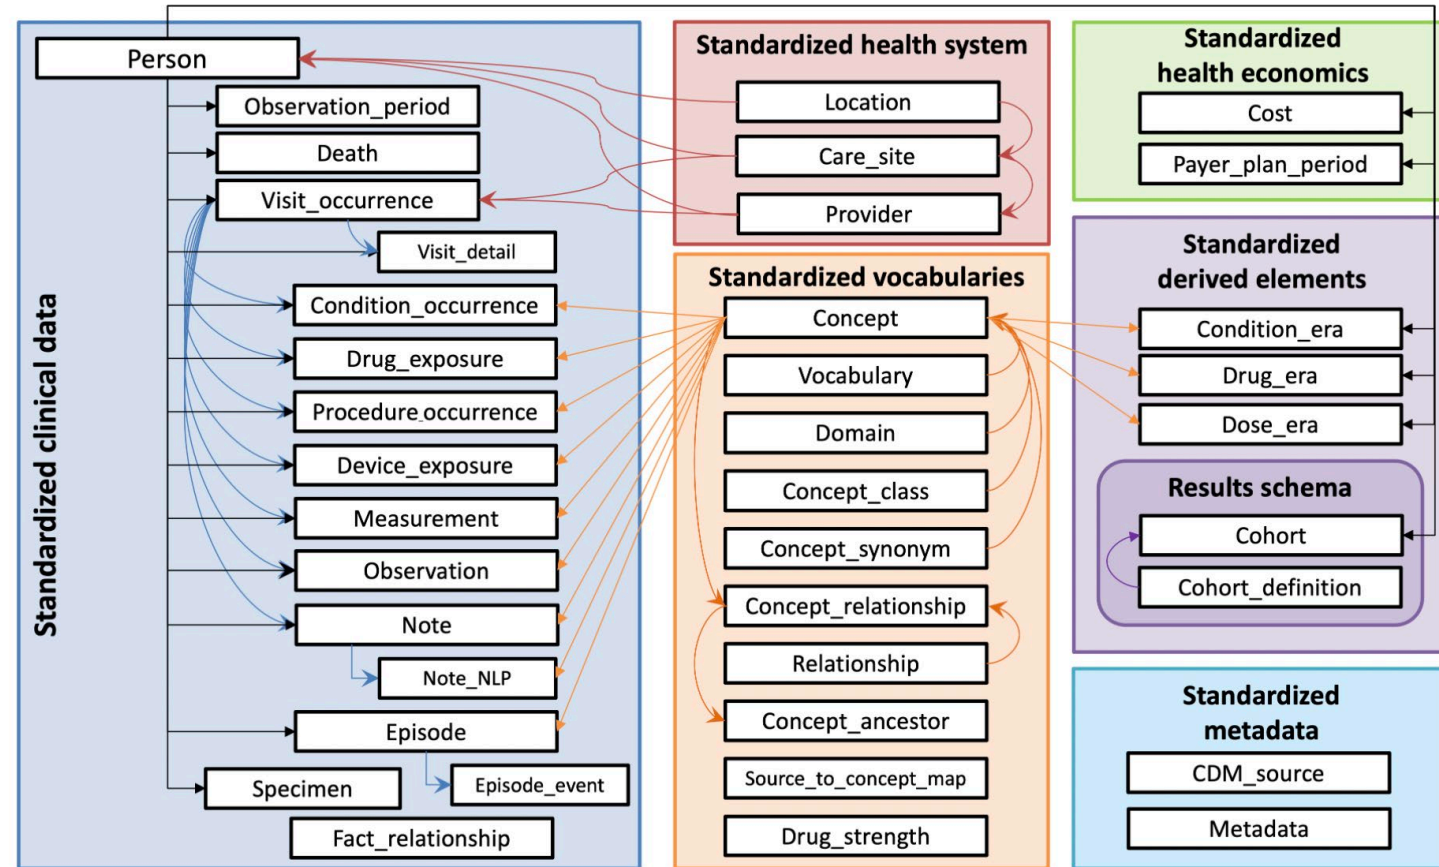 Standardized clinical data
Person
Observation_period
Death
Visit_occurrence
Visit_detail
Condition_occurrence
Drug_exposure
Procedure_occurrence
Device_exposure
Measurement
Observation
Note
Note_NLP
Episode
Specimen
Episode_event
Fact_relationship
Standardized health system
Location
Care_site
Provider
Standardized vocabularies
Concept
Vocabulary
Domain
Concept_class
Concept_synonym
Concept_relationship
Relationship
Concept_ancestor
Source_to_concept_map
Drug_strength
Standardized
health economics
Cost
Payer_plan_period
Standardized
derived elements
Condition_era
Drug_era
Dose_era
Results schema
Cohort
Cohort_definition
Standardized
metadata
CDM_source
Metadata